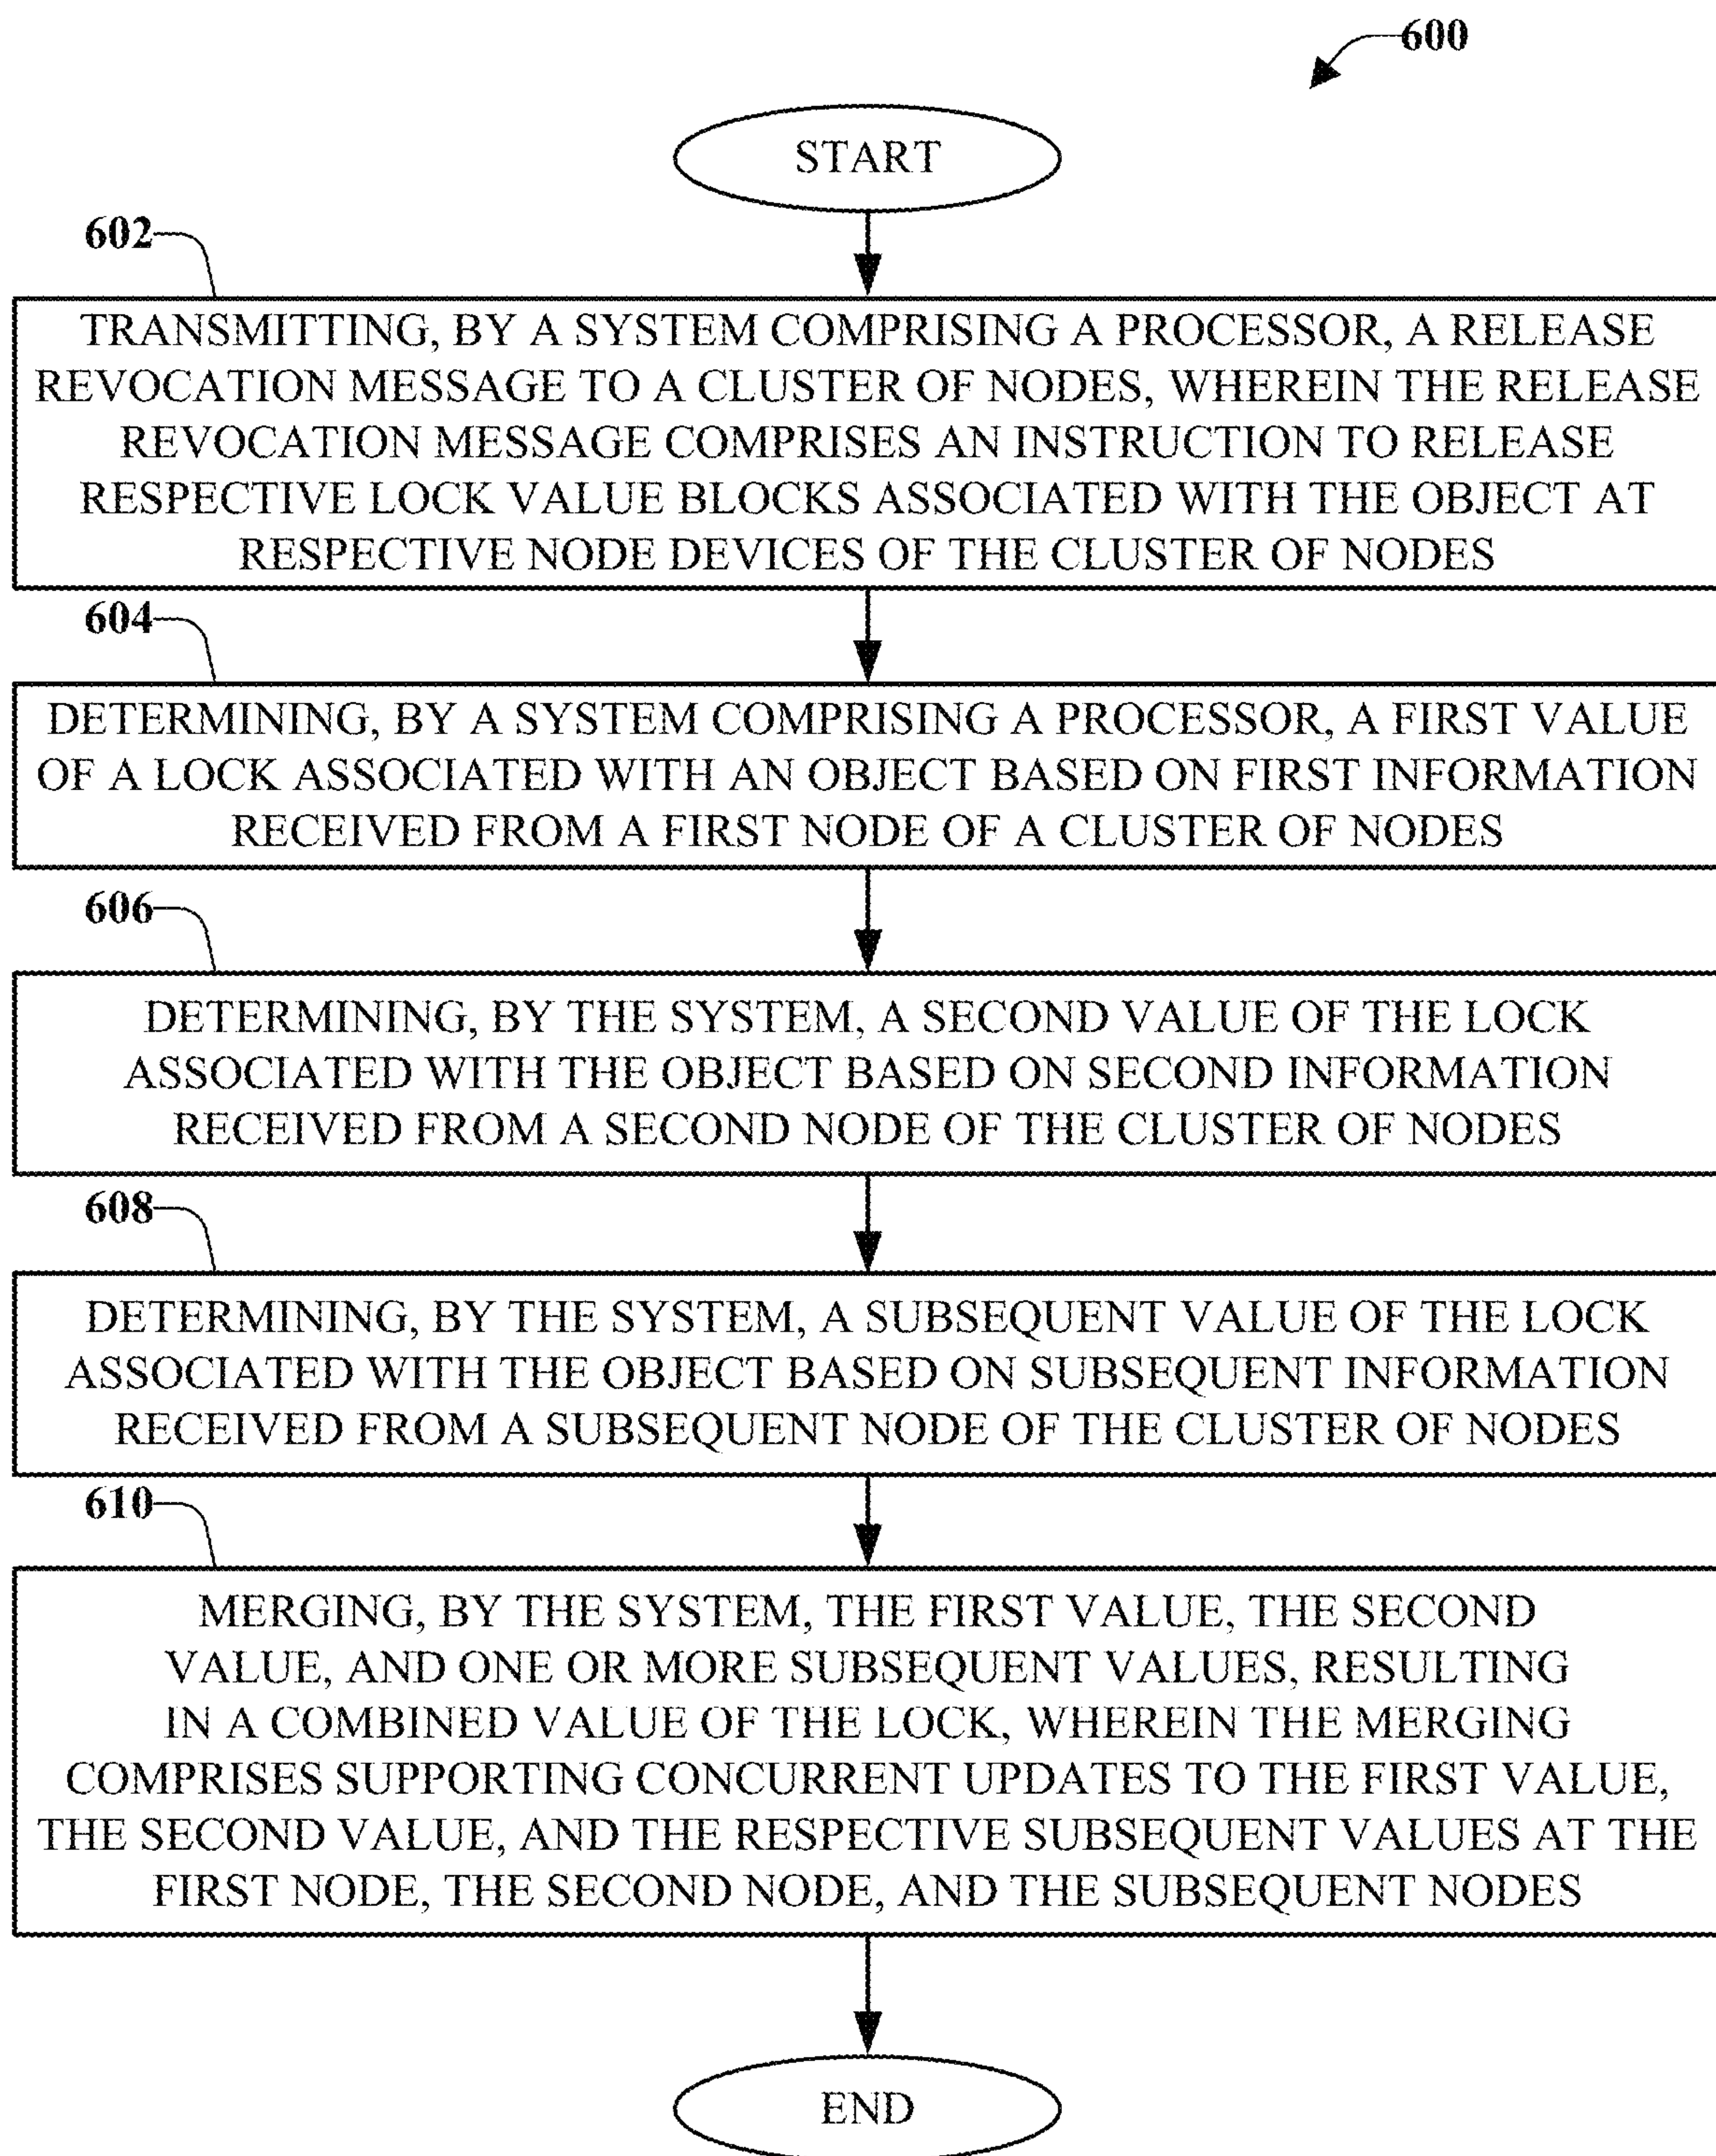 600
START
602
TRANSMITTING, BY A SYSTEM COMPRISING A PROCESSOR, A RELEASE
REVOCATION MESSAGE TO A CLUSTER OF NODES, WHEREIN THE RELEASE
REVOCATION MESSAGE COMPRISES AN INSTRUCTION TO RELEASE
RESPECTIVE LOCK VALUE BLOCKS ASSOCIATED WITH THE OBJECT AT
RESPECTIVE NODE DEVICES OF THE CLUSTER OF NODES
604
DETERMINING, BY A SYSTEM COMPRISING A PROCESSOR, A FIRST VALUE
OF A LOCK ASSOCIATED WITH AN OBJECT BASED ON FIRST INFORMATION
RECEIVED FROM A FIRST NODE OF A CLUSTER OF NODES
606
DETERMINING, BY THE SYSTEM, A SECOND VALUE OF THE LOCK
ASSOCIATED WITH THE OBJECT BASED ON SECOND INFORMATION
RECEIVED FROM A SECOND NODE OF THE CLUSTER OF NODES
608
DETERMINING, BY THE SYSTEM, A SUBSEQUENT VALUE OF THE LOCK
ASSOCIATED WITH THE OBJECT BASED ON SUBSEQUENT INFORMATION
RECEIVED FROM A SUBSEQUENT NODE OF THE CLUSTER OF NODES
610
MERGING, BY THE SYSTEM, THE FIRST VALUE, THE SECOND
VALUE, AND ONE OR MORE SUBSEQUENT VALUES, RESULTING
IN A COMBINED VALUE OF THE LOCK, WHEREIN THE MERGING
COMPRISES SUPPORTING CONCURRENT UPDATES TO THE FIRST VALUE,
THE SECOND VALUE, AND THE RESPECTIVE SUBSEQUENT VALUES AT THE
FIRST NODE, THE SECOND NODE, AND THE SUBSEQUENT NODES
END